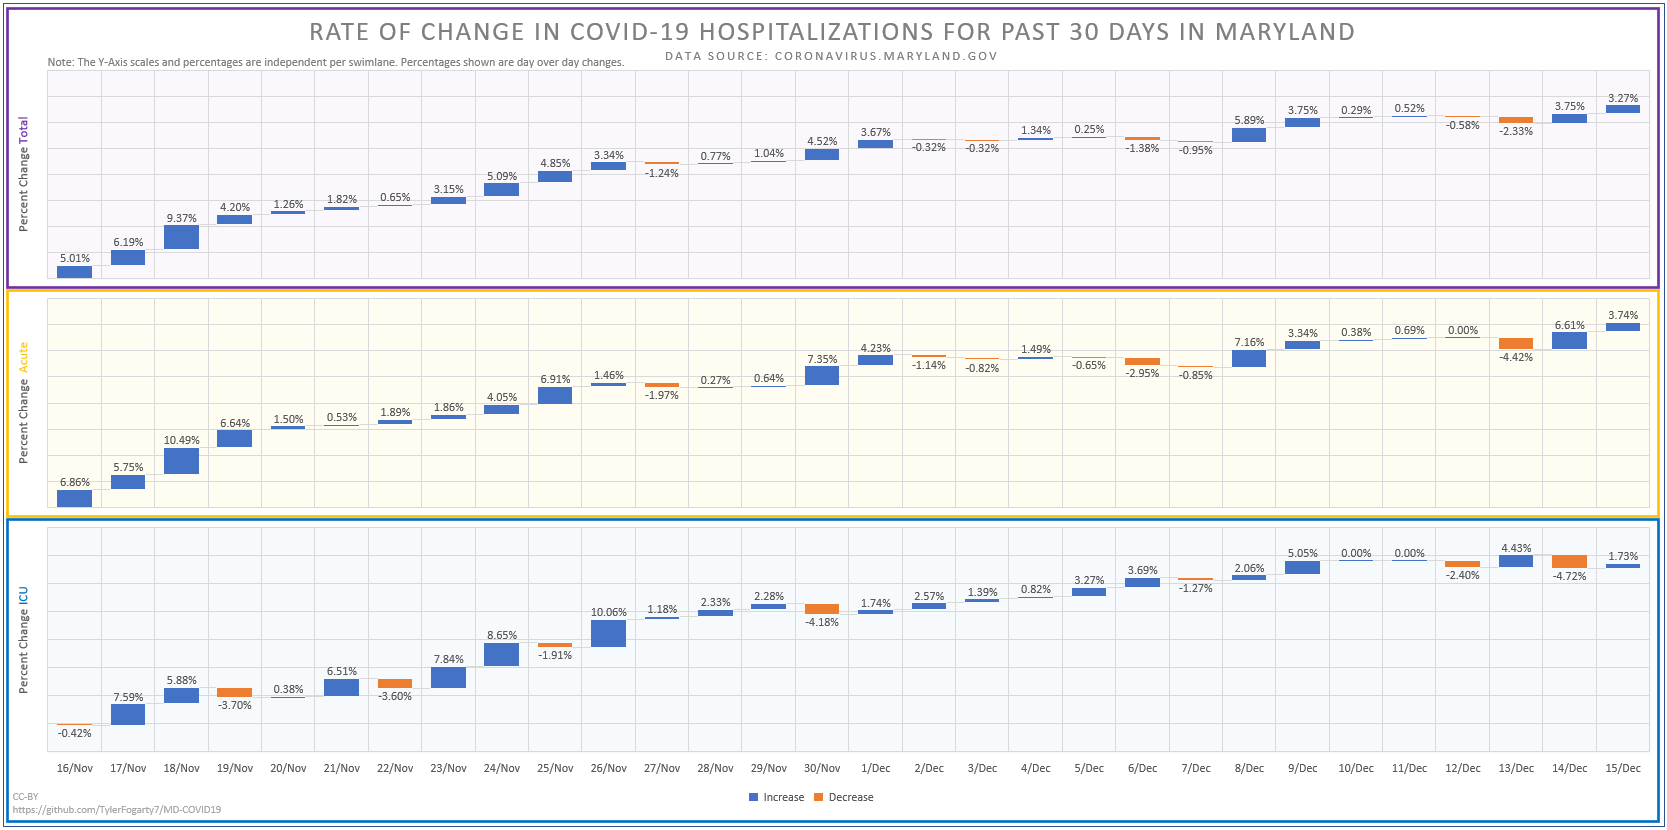 RATE OF CHANGE IN COVID-19 HOSPITALIZATIONS FOR PAST 30 DAYS IN MARYLAND
DATA SOURCE: CORONAVIRUS.MARYLAND.GOV
Note: The Y-Axis scales and percentages are independent per swimlane. Percentages shown are day over day changes.
Percent Change Total
5.01% 6.19% 9.37% 4.20% 1.26% 1.82% 0.65% 3.15% 5.09% 4.85% 3.34% -1.24% 0.77% 1.04% 4.52% 3.67% -0.32% -0.32% 1.34% 0.25% -1.38% -0.95% 5.89% 3.75% 0.29% 0.52% -0.58% -2.33% 3.75% 3.27%
Percent Change Acute
6.86% 5.75% 10.49% 6.64% 1.50% 0.53% 1.89% 1.86% 4.05% 6.91% 1.46% -1.97% 0.27% 0.64% 7.35% 4.23% -1.14% -0.82% 1.49% -0.65% -2.95% -0.85% 7.16% 3.34% 0.38% 0.69% 0.00% -4.42% 6.61% 3.74%
Percent Change ICU
-0.42% 7.59% 5.88% -3.70% 0.38% 6.51% -3.60% 7.84% 8.65% -1.91% 10.06% 1.18% 2.33% 2.28% -4.18% 1.74% 2.57% 1.39% 0.82% 3.27% 3.69% -1.27% 2.06% 5.05% 0.00% 0.00% -2.40% 4.43% -4.72% 1.73%
16/Nov 17/Nov 18/Nov 19/Nov 20/Nov 21/Nov 22/Nov 23/Nov 24/Nov 25/Nov 26/Nov 27/Nov 28/Nov 29/Nov 30/Nov 1/Dec 2/Dec 3/Dec 4/Dec 5/Dec 6/Dec 7/Dec 8/Dec 9/Dec 10/Dec 11/Dec 12/Dec 13/Dec 14/Dec 15/Dec
Increase Decrease
CC-BY
https://github.com/TylerFogarty7/MD-COVID19